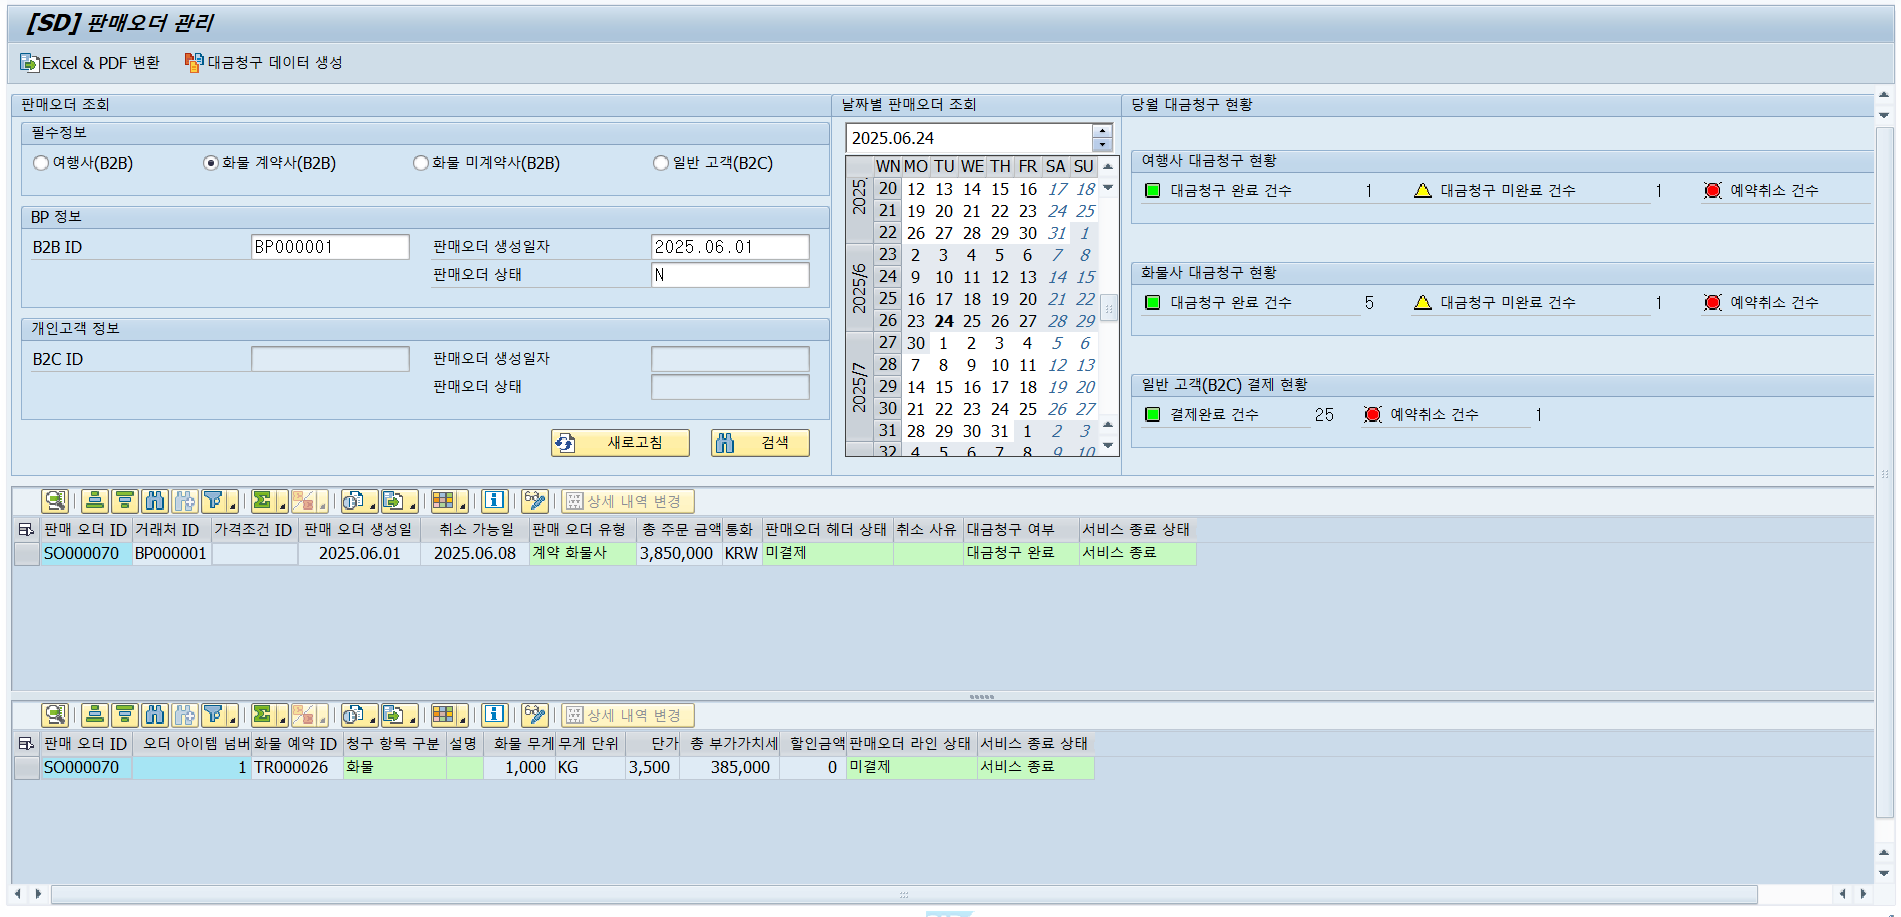 [SD] 판매오더 관리
Excel & PDF 변환 대금청구 데이터 생성
판매오더 조회
필수정보
여행사(B2B) 화물 계약사(B2B) 화물 미계약사(B2B) 일반 고객(B2C)
BP 정보
B2B ID BP000001 판매오더 생성일자 2025.06.01
판매오더 상태 N
개인고객 정보
B2C ID 판매오더 생성일자
판매오더 상태
새로고침 검색
날짜별 판매오더 조회
2025.06.24
WN MO TU WE TH FR SA SU
2025.
20 12 13 14 15 16 17 18
21 19 20 21 22 23 24 25
22 26 27 28 29 30 31 1
2025/6
23 2 3 4 5 6 7 8
24 9 10 11 12 13 14 15
25 16 17 18 19 20 21 22
26 23 24 25 26 27 28 29
2025/7
27 30 1 2 3 4 5 6
28 7 8 9 10 11 12 13
29 14 15 16 17 18 19 20
30 21 22 23 24 25 26 27
31 28 29 30 31 1 2 3
32 4 5 6 7 8 9 10
당월 대금청구 현황
여행사 대금청구 현황
대금청구 완료 건수 1 대금청구 미완료 건수 1 예약취소 건수
화물사 대금청구 현황
대금청구 완료 건수 5 대금청구 미완료 건수 1 예약취소 건수
일반 고객(B2C) 결제 현황
결제완료 건수 25 예약취소 건수 1
상세 내역 변경
판매 오더 ID 거래처 ID 가격조건 ID 판매 오더 생성일 취소 가능일 판매 오더 유형 총 주문 금액 통화 판매오더 헤더 상태 취소 사유 대금청구 여부 서비스 종료 상태
SO000070 BP000001 2025.06.01 2025.06.08 계약 화물사 3,850,000 KRW 미결제 대금청구 완료 서비스 종료
상세 내역 변경
판매 오더 ID 오더 아이템 넘버 화물 예약 ID 청구 항목 구분 설명 화물 무게 무게 단위 단가 총 부가가치세 할인금액 판매오더 라인 상태 서비스 종료 상태
SO000070 1 TR000026 화물 1,000 KG 3,500 385,000 0 미결제 서비스 종료